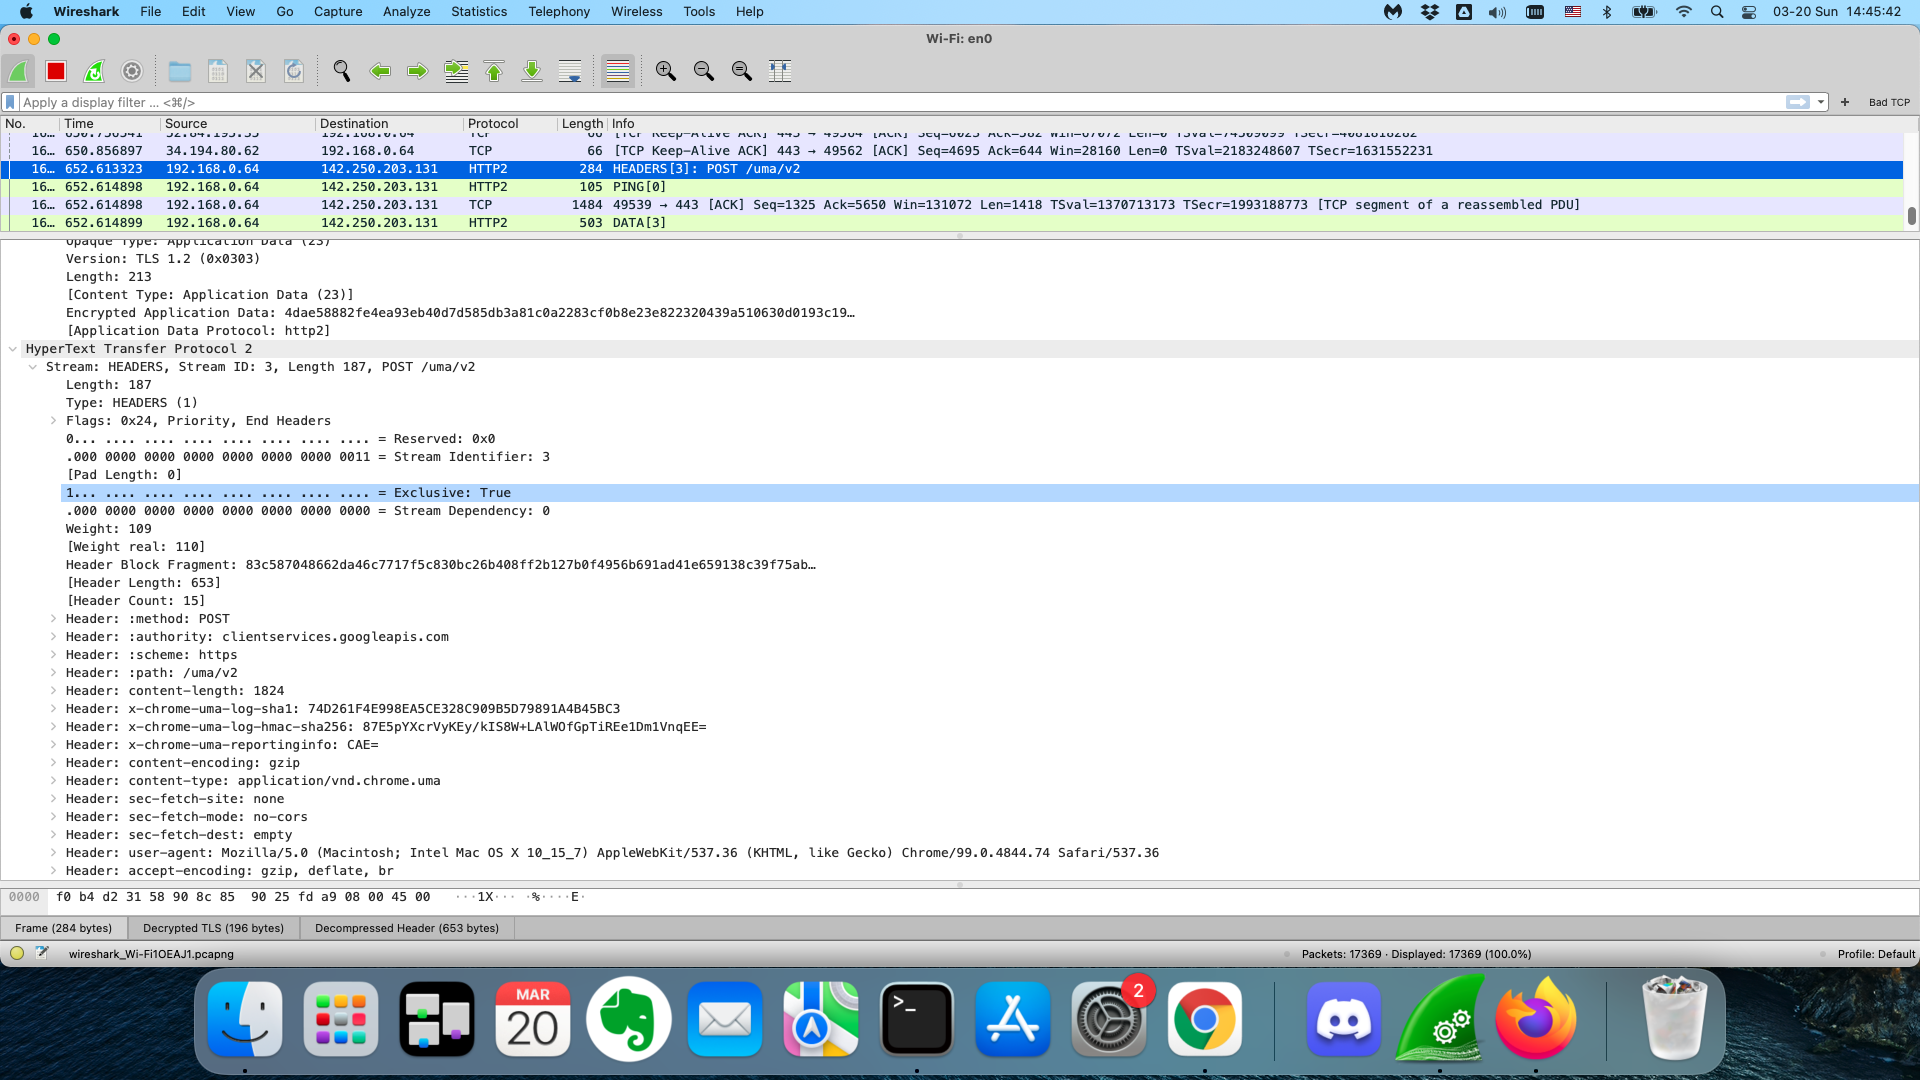 Wireshark File Edit View Go Capture Analyze Statistics Telephony Wireless Tools Help 03-20 Sun 14:45:42
Wi-Fi: en0
Apply a display filter ... <⌘/> + Bad TCP
No. Time Source Destination Protocol Length Info
16… 650.856897 34.194.80.62 192.168.0.64 TCP 66 [TCP Keep-Alive ACK] 443 → 49562 [ACK] Seq=4695 Ack=644 Win=28160 Len=0 TSval=2183248607 TSecr=1631552231
16… 652.613323 192.168.0.64 142.250.203.131 HTTP2 284 HEADERS[3]: POST /uma/v2
16… 652.614898 192.168.0.64 142.250.203.131 HTTP2 105 PING[0]
16… 652.614898 192.168.0.64 142.250.203.131 TCP 1484 49539 → 443 [ACK] Seq=1325 Ack=5650 Win=131072 Len=1418 TSval=1370713173 TSecr=1993188773 [TCP segment of a reassembled PDU]
16… 652.614899 192.168.0.64 142.250.203.131 HTTP2 503 DATA[3]
Opaque Type: Application Data (23)
Version: TLS 1.2 (0x0303)
Length: 213
[Content Type: Application Data (23)]
Encrypted Application Data: 4dae58882fe4ea93eb40d7d585db3a81c0a2283cf0b8e23e822320439a510630d0193c19…
[Application Data Protocol: http2]
HyperText Transfer Protocol 2
Stream: HEADERS, Stream ID: 3, Length 187, POST /uma/v2
Length: 187
Type: HEADERS (1)
Flags: 0x24, Priority, End Headers
0... .... .... .... .... .... .... .... = Reserved: 0x0
.000 0000 0000 0000 0000 0000 0000 0011 = Stream Identifier: 3
[Pad Length: 0]
1... .... .... .... .... .... .... .... = Exclusive: True
.000 0000 0000 0000 0000 0000 0000 0000 = Stream Dependency: 0
Weight: 109
[Weight real: 110]
Header Block Fragment: 83c587048662da46c7717f5c830bc26b408ff2b127b0f4956b691ad41e659138c39f75ab…
[Header Length: 653]
[Header Count: 15]
Header: :method: POST
Header: :authority: clientservices.googleapis.com
Header: :scheme: https
Header: :path: /uma/v2
Header: content-length: 1824
Header: x-chrome-uma-log-sha1: 74D261F4E998EA5CE328C909B5D79891A4B45BC3
Header: x-chrome-uma-log-hmac-sha256: 87E5pYXcrVyKEy/kIS8W+LAlWOfGpTiREe1Dm1VnqEE=
Header: x-chrome-uma-reportinginfo: CAE=
Header: content-encoding: gzip
Header: content-type: application/vnd.chrome.uma
Header: sec-fetch-site: none
Header: sec-fetch-mode: no-cors
Header: sec-fetch-dest: empty
Header: user-agent: Mozilla/5.0 (Macintosh; Intel Mac OS X 10_15_7) AppleWebKit/537.36 (KHTML, like Gecko) Chrome/99.0.4844.74 Safari/537.36
Header: accept-encoding: gzip, deflate, br
0000 f0 b4 d2 31 58 90 8c 85 90 25 fd a9 08 00 45 00 ···1X··· ·%····E·
Frame (284 bytes) Decrypted TLS (196 bytes) Decompressed Header (653 bytes)
wireshark_Wi-Fi1OEAJ1.pcapng Packets: 17369 · Displayed: 17369 (100.0%) Profile: Default
MAR
20
>_
2